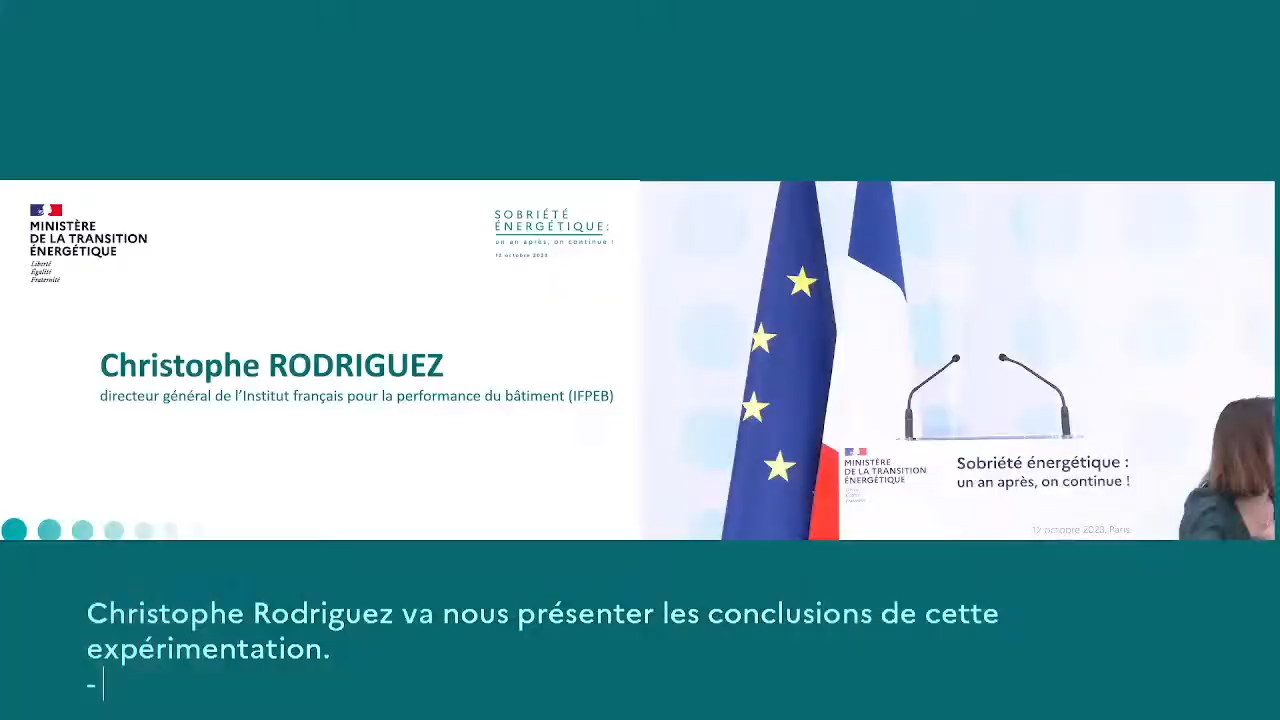 MINISTÈRE
DE LA TRANSITION
ÉNERGÉTIQUE
Liberté
Égalité
Fraternité
SOBRIÉTÉ
ÉNERGÉTIQUE:
un an après, on continue !
12 octobre 2023
Christophe RODRIGUEZ
directeur général de l'Institut français pour la performance du bâtiment (IFPEB)
MINISTÈRE
DE LA TRANSITION
ÉNERGÉTIQUE
Sobriété énergétique :
un an après, on continue !
12 octobre 2023, Paris
Christophe Rodriguez va nous présenter les conclusions de cette
expérimentation.
-